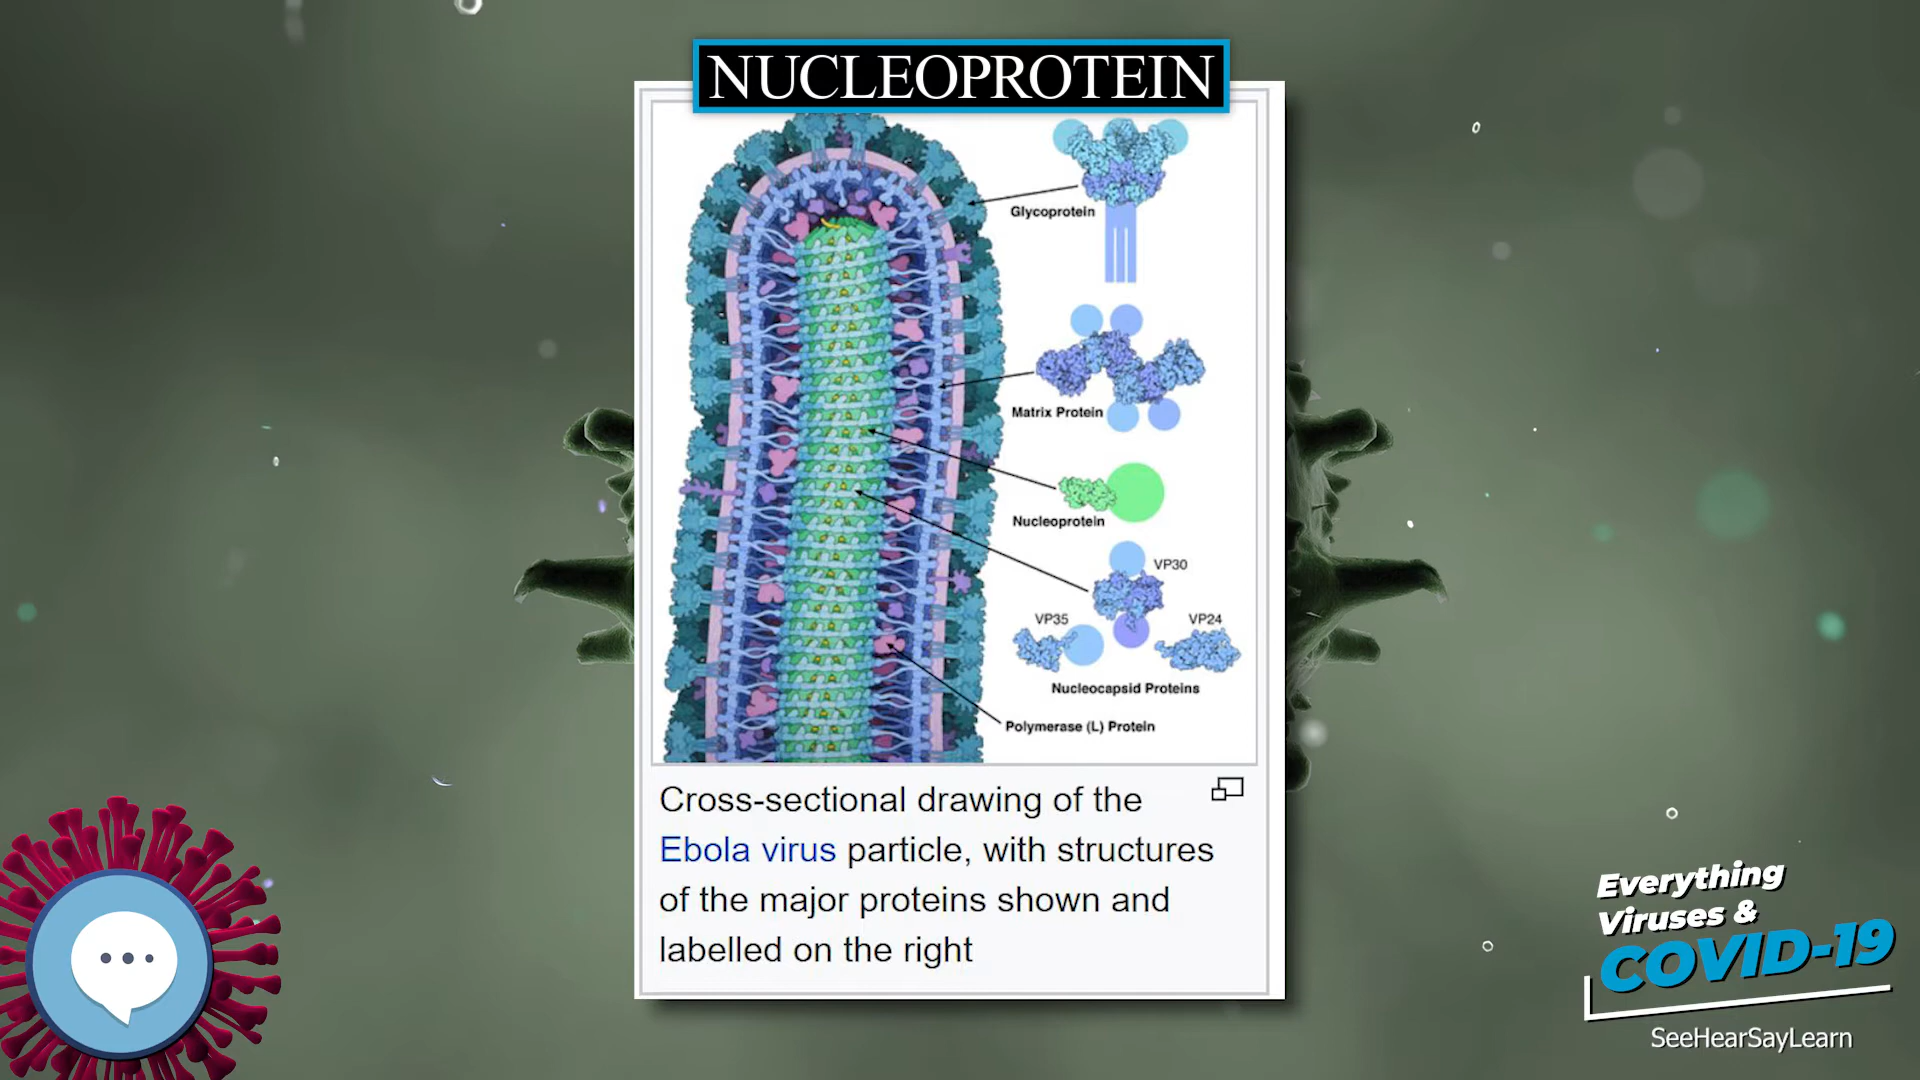 NUCLEOPROTEIN
Glycoprotein
Matrix Protein
Nucleoprotein
VP30
VP35
VP24
Nucleocapsid Proteins
Polymerase (L) Protein
Cross-sectional drawing of the
Ebola virus particle, with structures
of the major proteins shown and
labelled on the right
Everything
Viruses &
COVID-19
SeeHearSayLearn